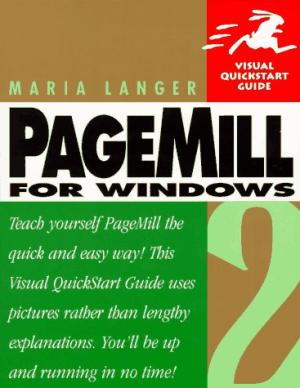 VISUAL
QUICKSTART
GUIDE
MARIA LANGER
PAGEMILL
FOR WINDOWS
2
Teach yourself PageMill the
quick and easy way! This
Visual QuickStart Guide uses
pictures rather than lengthy
explanations. You'll be up
and running in no time!